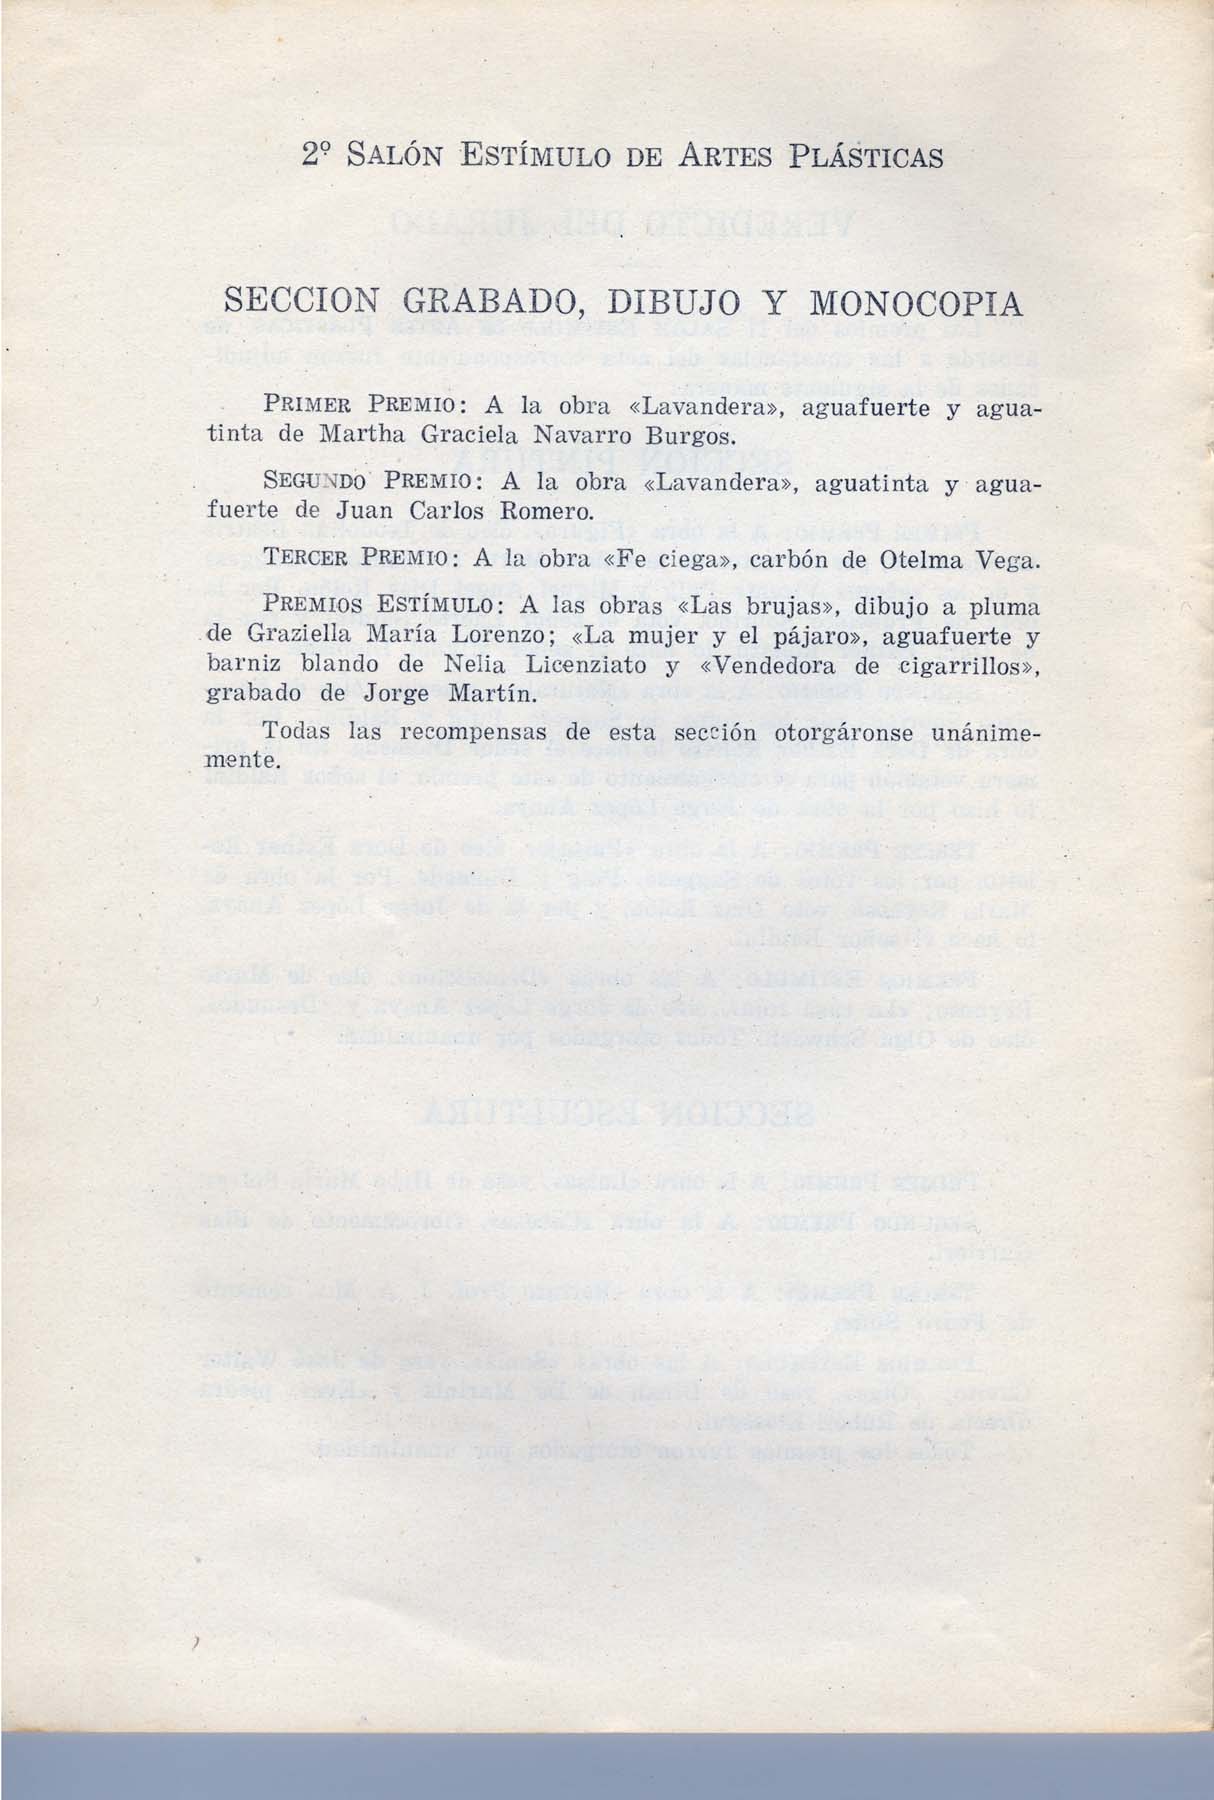 2º SALÓN ESTÍMULO DE ARTES PLÁSTICAS
SECCION GRABADO, DIBUJO Y MONOCOPIA
PRIMER PREMIO: A la obra «Lavandera», aguafuerte y agua-
tinta de Martha Graciela Navarro Burgos.
SEGUNDO PREMIO: A la obra «Lavandera», aguatinta y agua-
fuerte de Juan Carlos Romero.
TERCER PREMIO: A la obra «Fe ciega», carbón de Otelma Vega.
PREMIOS ESTÍMULO: A las obras «Las brujas», dibujo a pluma
de Graziella María Lorenzo; «La mujer y el pájaro», aguafuerte y
barniz blando de Nelia Licenziato y «Vendedora de cigarrillos»,
grabado de Jorge Martín.
Todas las recompensas de esta sección otorgáronse unánime-
mente.